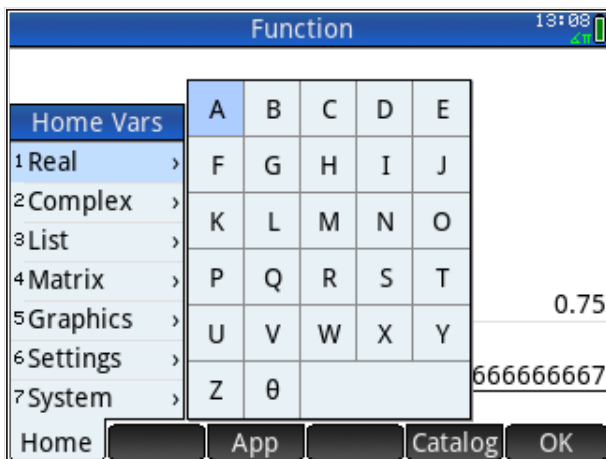 Function 13:08
∡π
Home Vars
1 Real ›
2 Complex ›
3 List ›
4 Matrix ›
5 Graphics ›
6 Settings ›
7 System ›
A B C D E
F G H I J
K L M N O
P Q R S T
U V W X Y
Z θ
0.75
666666667
Home App Catalog OK